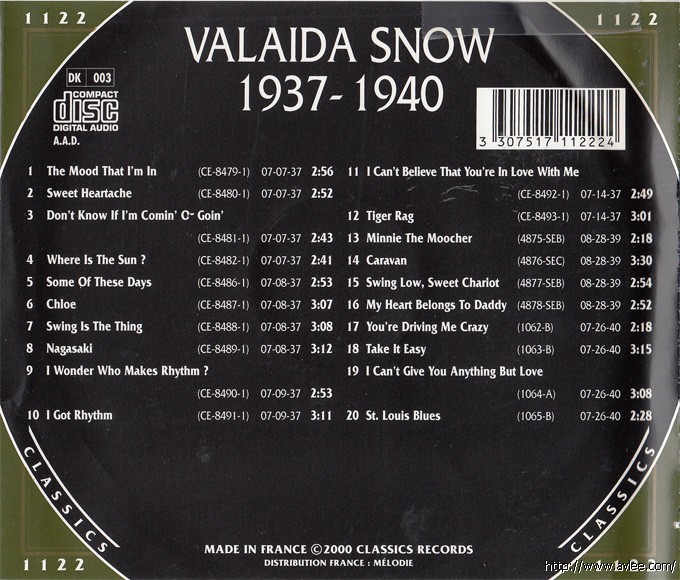 1122 1122
VALAIDA SNOW
1937-1940
DK 003
COMPACT
disc
DIGITAL AUDIO
A.A.D.
3 307517 112224
1 The Mood That I'm In (CE-8479-1) 07-07-37 2:56
2 Sweet Heartache (CE-8480-1) 07-07-37 2:52
3 Don't Know If I'm Comin' O~ Goin'
(CE-8481-1) 07-07-37 2:43
4 Where Is The Sun ? (CE-8482-1) 07-07-37 2:41
5 Some Of These Days (CE-8486-1) 07-08-37 2:53
6 Chloe (CE-8487-1) 07-08-37 3:07
7 Swing Is The Thing (CE-8488-1) 07-08-37 3:08
8 Nagasaki (CE-8489-1) 07-08-37 3:12
9 I Wonder Who Makes Rhythm ?
(CE-8490-1) 07-09-37 2:53
10 I Got Rhythm (CE-8491-1) 07-09-37 3:11
11 I Can't Believe That You're In Love With Me
(CE-8492-1) 07-14-37 2:49
12 Tiger Rag (CE-8493-1) 07-14-37 3:01
13 Minnie The Moocher (4875-SEB) 08-28-39 2:18
14 Caravan (4876-SEC) 08-28-39 3:30
15 Swing Low, Sweet Chariot (4877-SEB) 08-28-39 2:54
16 My Heart Belongs To Daddy (4878-SEB) 08-28-39 2:52
17 You're Driving Me Crazy (1062-B) 07-26-40 2:18
18 Take It Easy (1063-B) 07-26-40 3:15
19 I Can't Give You Anything But Love
(1064-A) 07-26-40 3:08
20 St. Louis Blues (1065-B) 07-26-40 2:28
CLASSICS CLASSICS
MADE IN FRANCE ©2000 CLASSICS RECORDS
DISTRIBUTION FRANCE : MÉLODIE
1122 1122
http://www.avee.com/